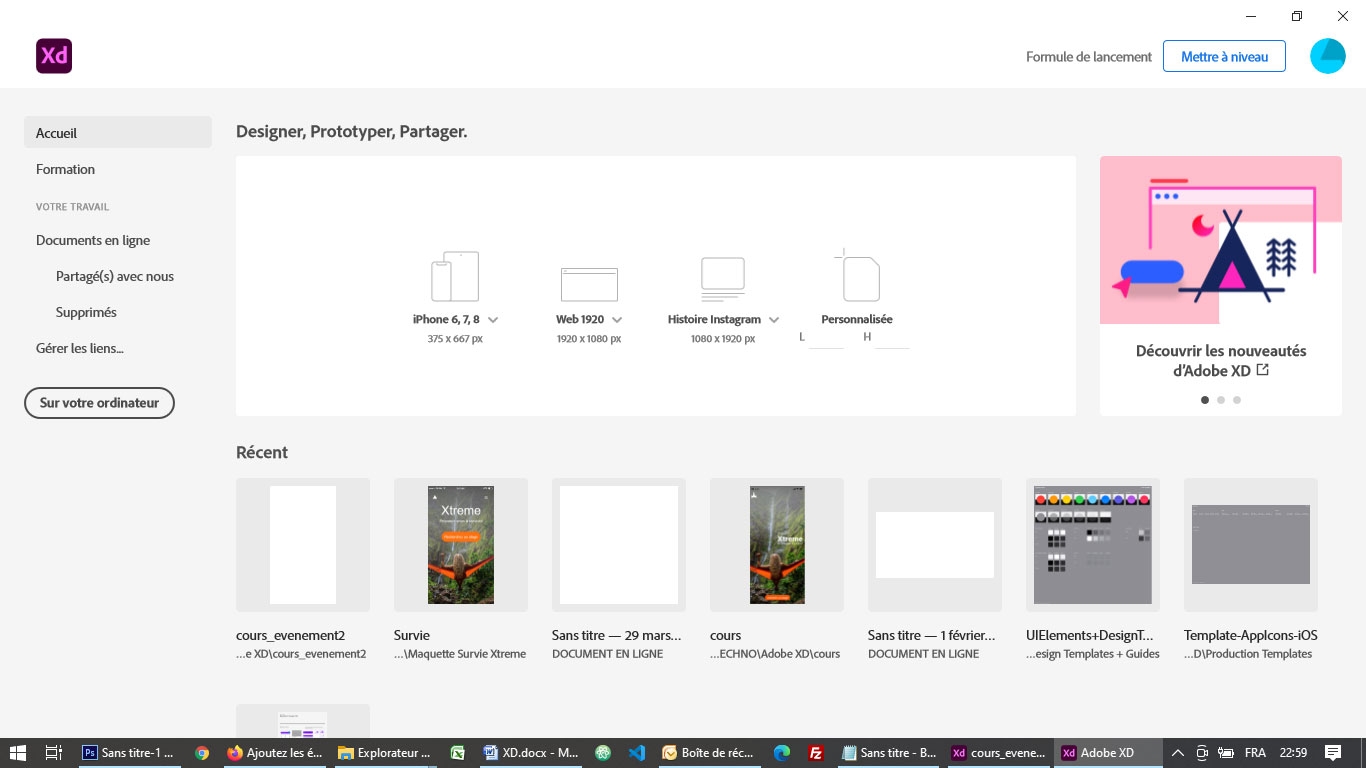 Xd
Formule de lancement
Mettre à niveau
Accueil
Formation
VOTRE TRAVAIL
Documents en ligne
Partagé(s) avec nous
Supprimés
Gérer les liens...
Sur votre ordinateur
Designer, Prototyper, Partager.
iPhone 6, 7, 8
375 x 667 px
Web 1920
1920 x 1080 px
Histoire Instagram
1080 x 1920 px
Personnalisée
L
H
Découvrir les nouveautés
d'Adobe XD
Récent
Xtreme
Xtreme
cours_evenement2
...e XD\cours_evenement2
Survie
...\Maquette Survie Xtreme
Sans titre — 29 mars...
DOCUMENT EN LIGNE
cours
...ECHNO\Adobe XD\cours
Sans titre — 1 février...
DOCUMENT EN LIGNE
UIElements+DesignT...
...esign Templates + Guides
Template-AppIcons-iOS
...D\Production Templates
Ps Sans titre-1 ...
Ajoutez les é...
Explorateur ...
XD.docx - M...
Boîte de réc...
Fz
Sans titre - B...
Xd cours_evene...
Xd Adobe XD
FRA
22:59